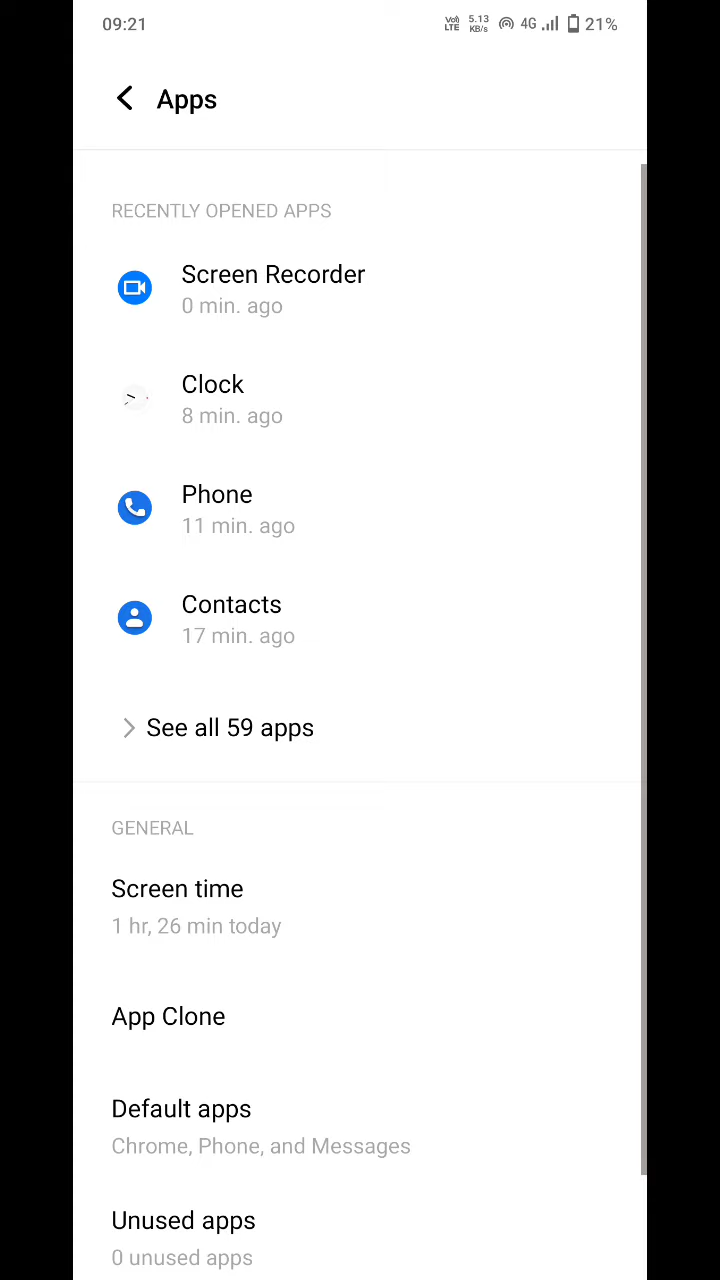 09:21
Vo) LTE 5.13 KB/s 4G 21%
Apps
RECENTLY OPENED APPS
Screen Recorder
0 min. ago
Clock
8 min. ago
Phone
11 min. ago
Contacts
17 min. ago
See all 59 apps
GENERAL
Screen time
1 hr, 26 min today
App Clone
Default apps
Chrome, Phone, and Messages
Unused apps
0 unused apps